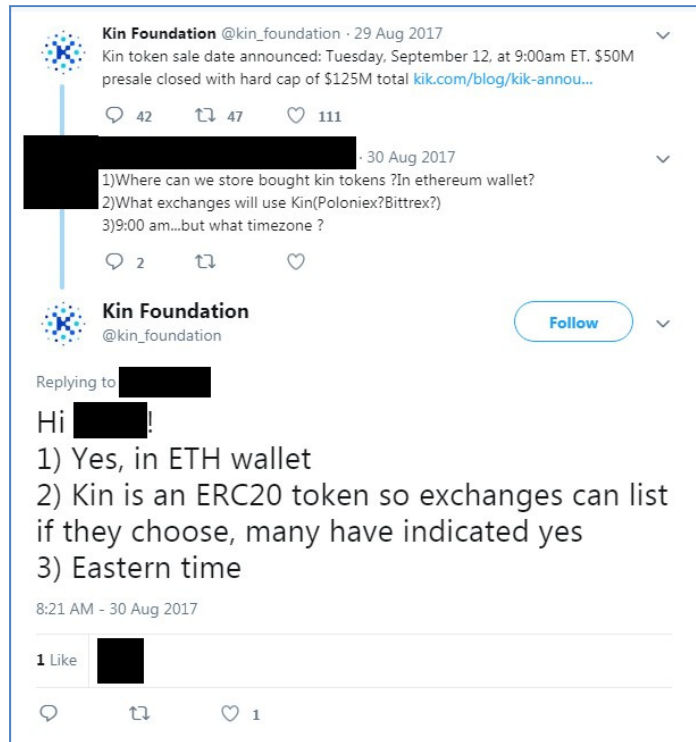 Kin Foundation @kin_foundation · 29 Aug 2017
Kin token sale date announced: Tuesday, September 12, at 9:00am ET. $50M
presale closed with hard cap of $125M total kik.com/blog/kik-annou...
42 47 111
· 30 Aug 2017
1)Where can we store bought kin tokens ?In ethereum wallet?
2)What exchanges will use Kin(Poloniex?Bittrex?)
3)9:00 am...but what timezone ?
2
Kin Foundation
@kin_foundation
Follow
Replying to
Hi !
1) Yes, in ETH wallet
2) Kin is an ERC20 token so exchanges can list
if they choose, many have indicated yes
3) Eastern time
8:21 AM - 30 Aug 2017
1 Like
1